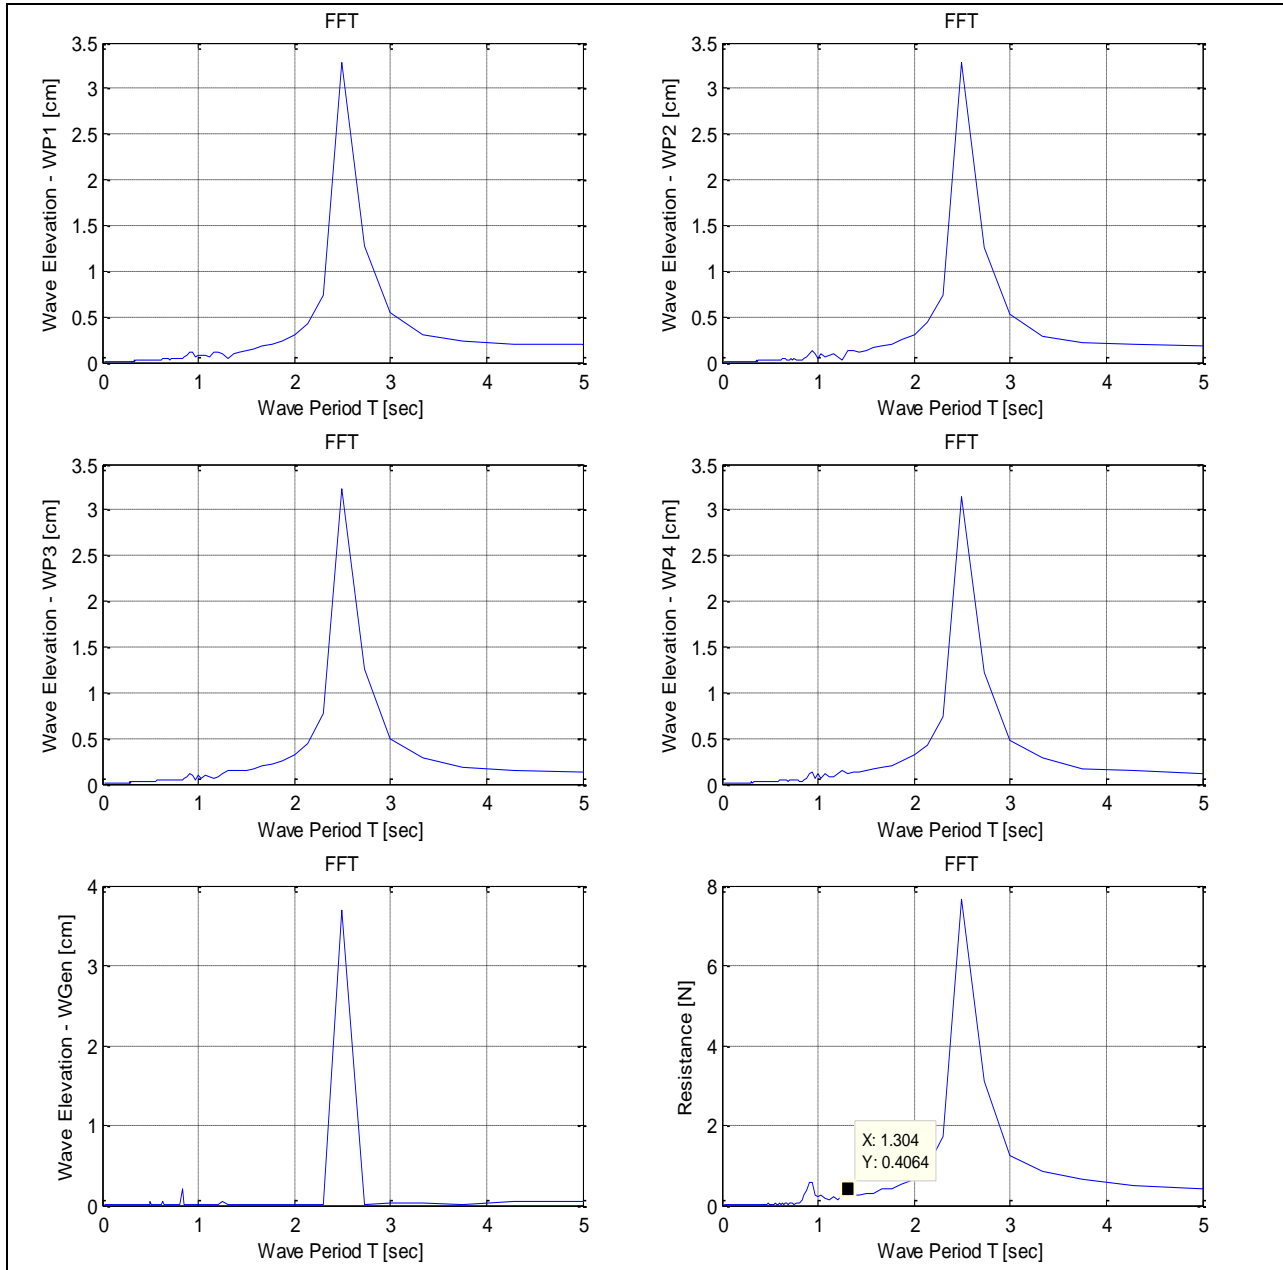 FFT
Wave Elevation - WP1 [cm]
3.5
3
2.5
2
1.5
1
0.5
0
0 1 2 3 4 5
Wave Period T [sec]
FFT
Wave Elevation - WP2 [cm]
3.5
3
2.5
2
1.5
1
0.5
0
0 1 2 3 4 5
Wave Period T [sec]
FFT
Wave Elevation - WP3 [cm]
3.5
3
2.5
2
1.5
1
0.5
0
0 1 2 3 4 5
Wave Period T [sec]
FFT
Wave Elevation - WP4 [cm]
3.5
3
2.5
2
1.5
1
0.5
0
0 1 2 3 4 5
Wave Period T [sec]
FFT
Wave Elevation - WGen [cm]
4
3
2
1
0
0 1 2 3 4 5
Wave Period T [sec]
FFT
Resistance [N]
8
6
4
2
0
X: 1.304
Y: 0.4064
0 1 2 3 4 5
Wave Period T [sec]